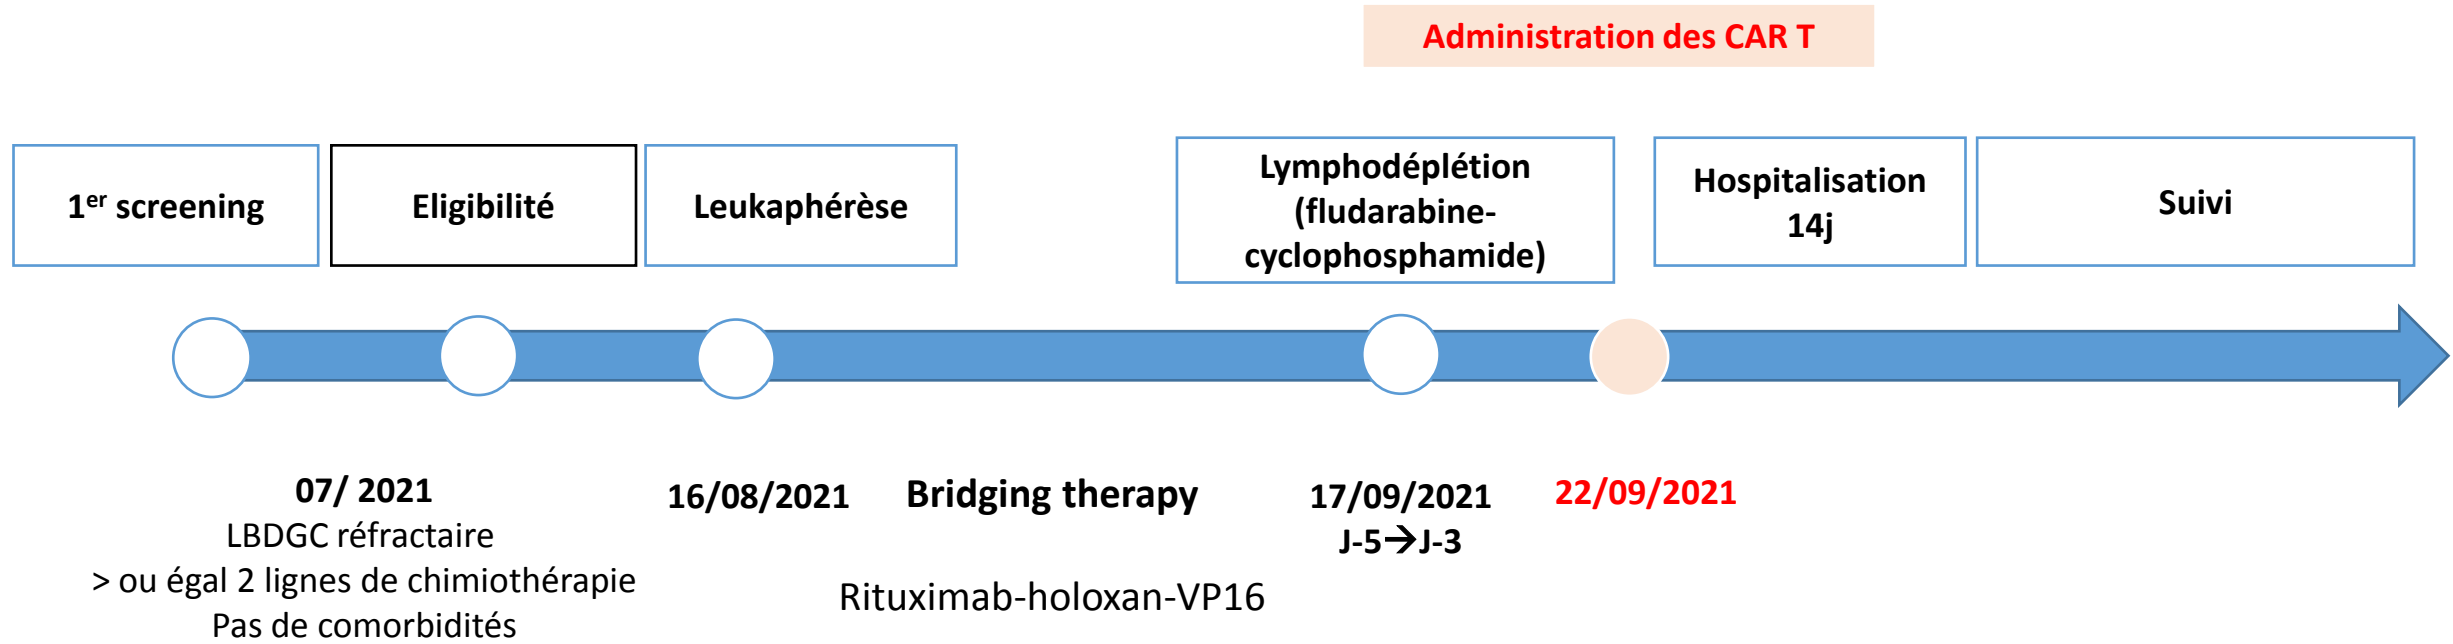 Administration des CAR T
1er screening
Eligibilité
Leukaphérèse
Lymphodéplétion
(fludarabine-
cyclophosphamide)
Hospitalisation
14j
Suivi
07/ 2021
LBDGC réfractaire
> ou égal 2 lignes de chimiothérapie
Pas de comorbidités
16/08/2021
Bridging therapy
Rituximab-holoxan-VP16
17/09/2021
J-5→J-3
22/09/2021